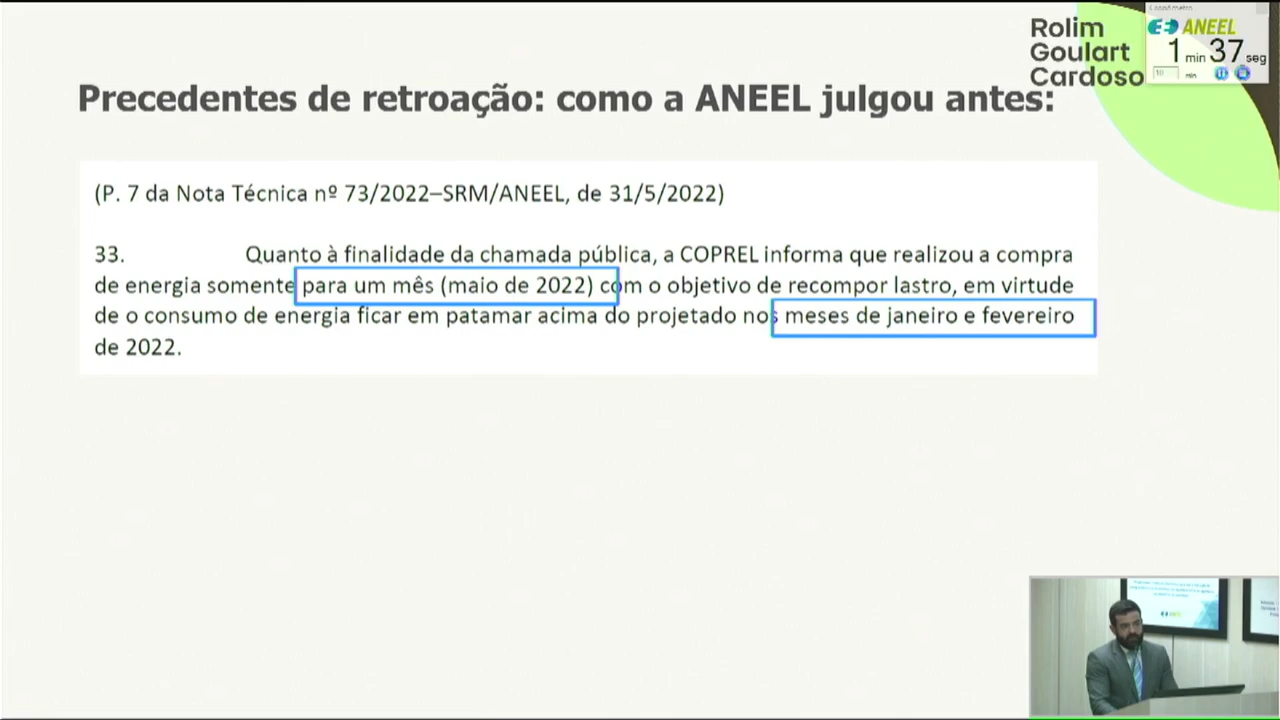 Rolim
Goulart
Cardoso
ANEEL
1 min 37 seg
10 min
Precedentes de retroação: como a ANEEL julgou antes:
(P. 7 da Nota Técnica nº 73/2022–SRM/ANEEL, de 31/5/2022)
33. Quanto à finalidade da chamada pública, a COPREL informa que realizou a compra
de energia somente para um mês (maio de 2022) com o objetivo de recompor lastro, em virtude
de o consumo de energia ficar em patamar acima do projetado nos meses de janeiro e fevereiro
de 2022.